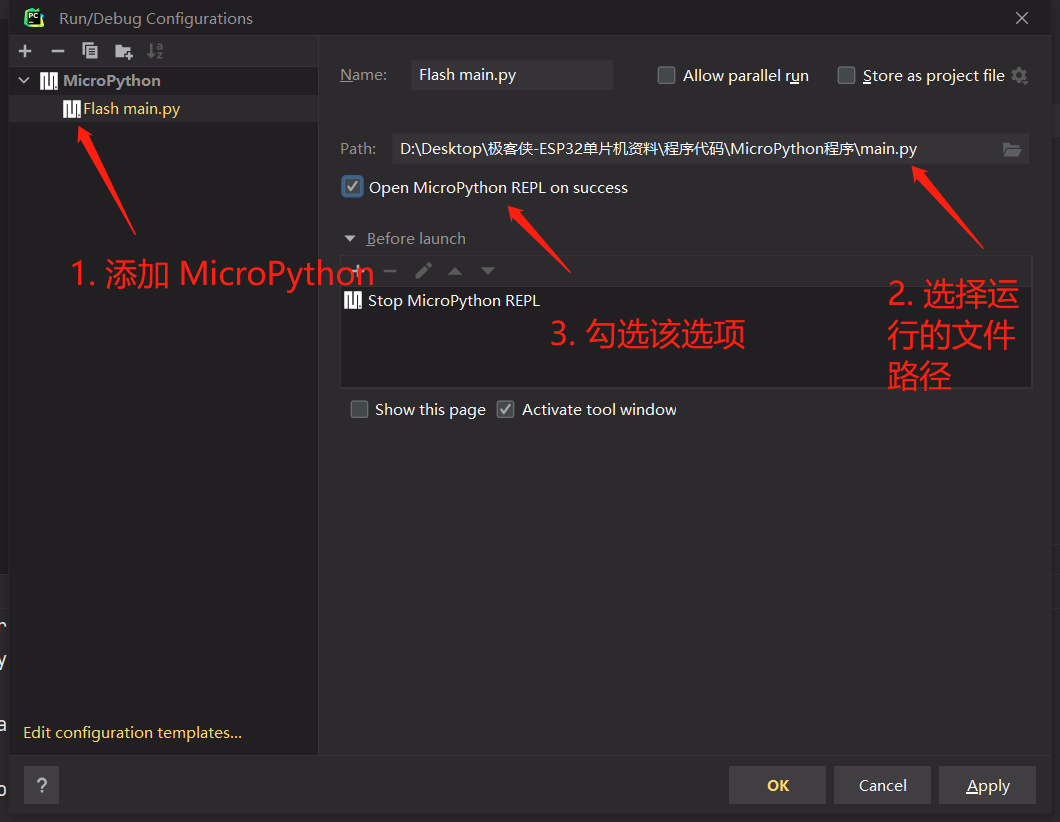 Run/Debug Configurations
MicroPython
Flash main.py
Name: Flash main.py
Allow parallel run
Store as project file
Path: D:\Desktop\极客侠-ESP32单片机资料\程序代码\MicroPython程序\main.py
Open MicroPython REPL on success
Before launch
1. 添加 MicroPython
Stop MicroPython REPL
2. 选择运
行的文件
路径
3. 勾选该选项
Show this page
Activate tool window
Edit configuration templates...
?
OK
Cancel
Apply